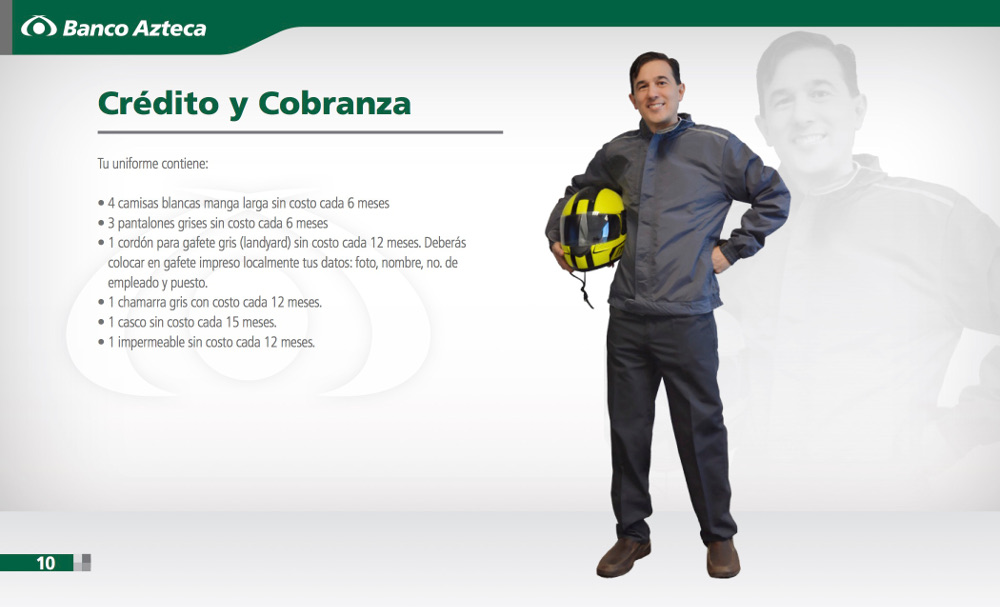 Banco Azteca
Crédito y Cobranza
Tu uniforme contiene:
• 4 camisas blancas manga larga sin costo cada 6 meses
• 3 pantalones grises sin costo cada 6 meses
• 1 cordón para gafete gris (landyard) sin costo cada 12 meses. Deberás
colocar en gafete impreso localmente tus datos: foto, nombre, no. de
empleado y puesto.
• 1 chamarra gris con costo cada 12 meses.
• 1 casco sin costo cada 15 meses.
• 1 impermeable sin costo cada 12 meses.
10